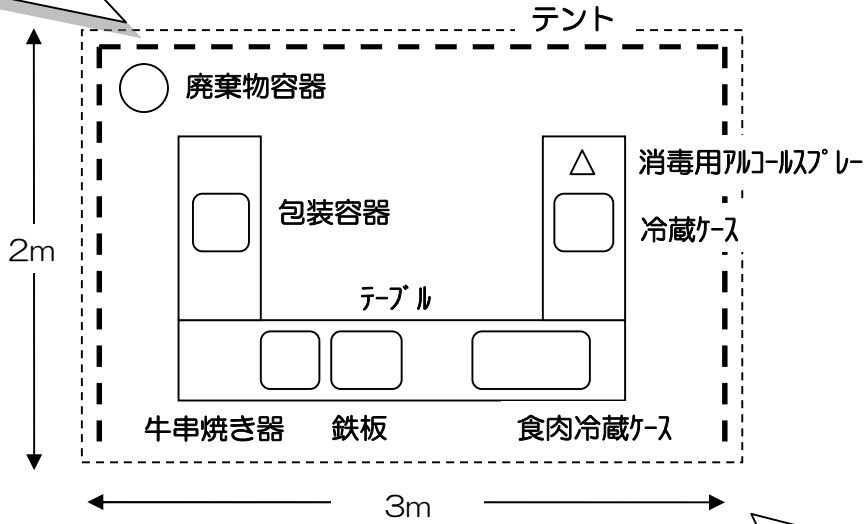 テント
廃棄物容器
消毒用ｱﾙｺｰﾙｽﾌﾟﾚｰ
包装容器
冷蔵ｹｰｽ
2m
ﾃｰﾌﾞﾙ
牛串焼き器
鉄板
食肉冷蔵ｹｰｽ
3m